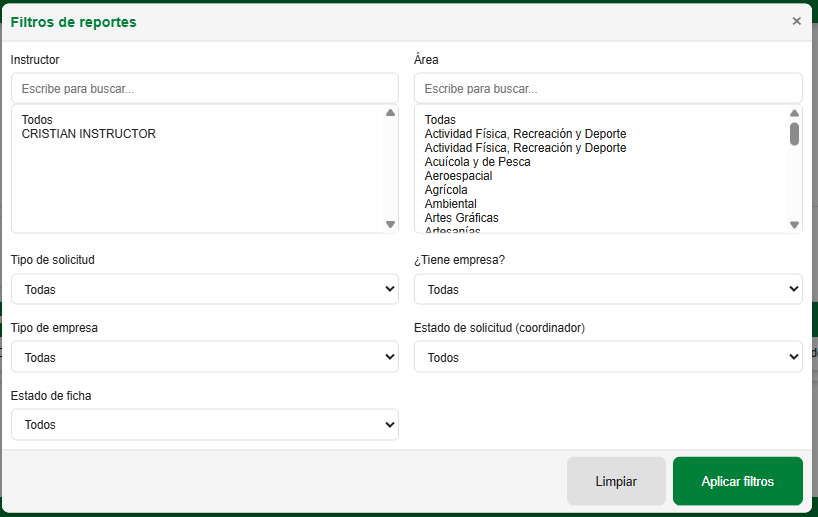 Filtros de reportes ×
Instructor
Escribe para buscar...
Todos
CRISTIAN INSTRUCTOR
Área
Escribe para buscar...
Todas
Actividad Física, Recreación y Deporte
Actividad Física, Recreación y Deporte
Acuícola y de Pesca
Aeroespacial
Agrícola
Ambiental
Artes Gráficas
Artesanías
Tipo de solicitud
Todas
¿Tiene empresa?
Todas
Tipo de empresa
Todas
Estado de solicitud (coordinador)
Todos
Estado de ficha
Todos
Limpiar
Aplicar filtros